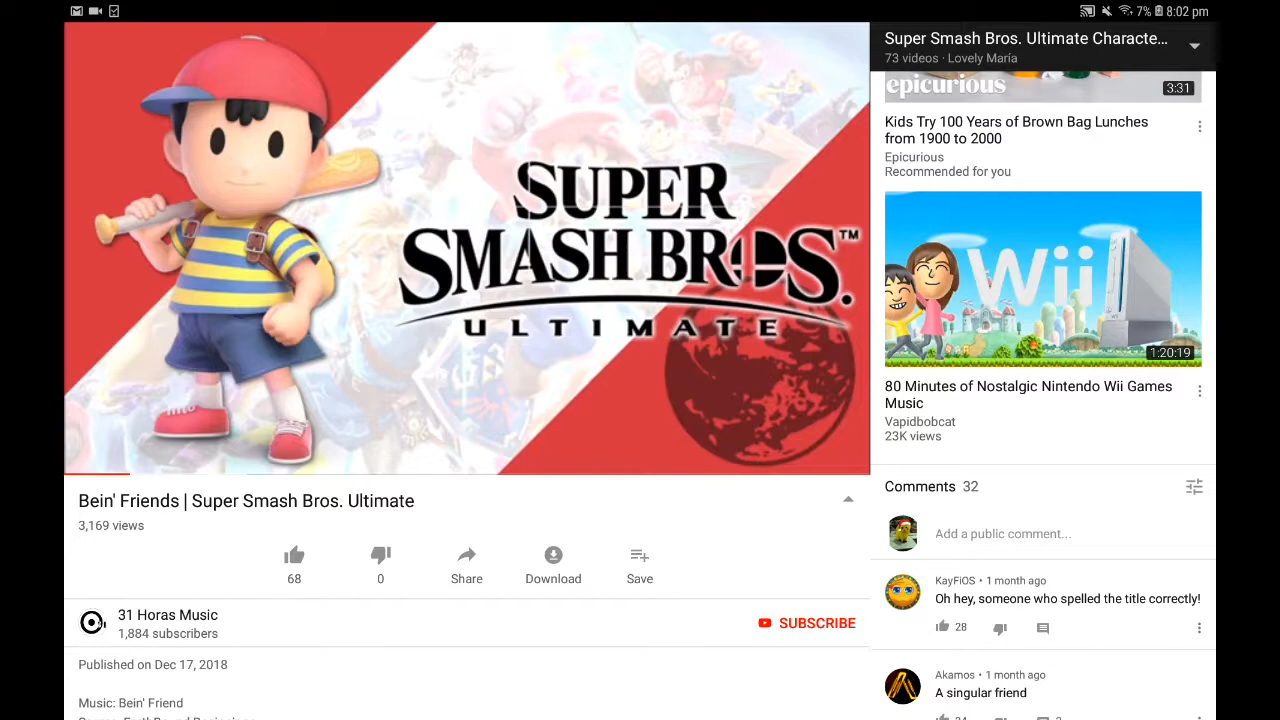 7% 8:02 pm
SUPER
SMASH BROS.™
ULTIMATE
Bein' Friends | Super Smash Bros. Ultimate
3,169 views
68
0
Share
Download
Save
31 Horas Music
1,884 subscribers
SUBSCRIBE
Published on Dec 17, 2018
Music: Bein' Friend
Super Smash Bros. Ultimate Characte...
73 videos · Lovely María
epicurious
3:31
Kids Try 100 Years of Brown Bag Lunches
from 1900 to 2000
Epicurious
Recommended for you
Wii
1:20:19
80 Minutes of Nostalgic Nintendo Wii Games
Music
Vapidbobcat
23K views
Comments 32
Add a public comment...
KayFiOS • 1 month ago
Oh hey, someone who spelled the title correctly!
28
Akamos • 1 month ago
A singular friend